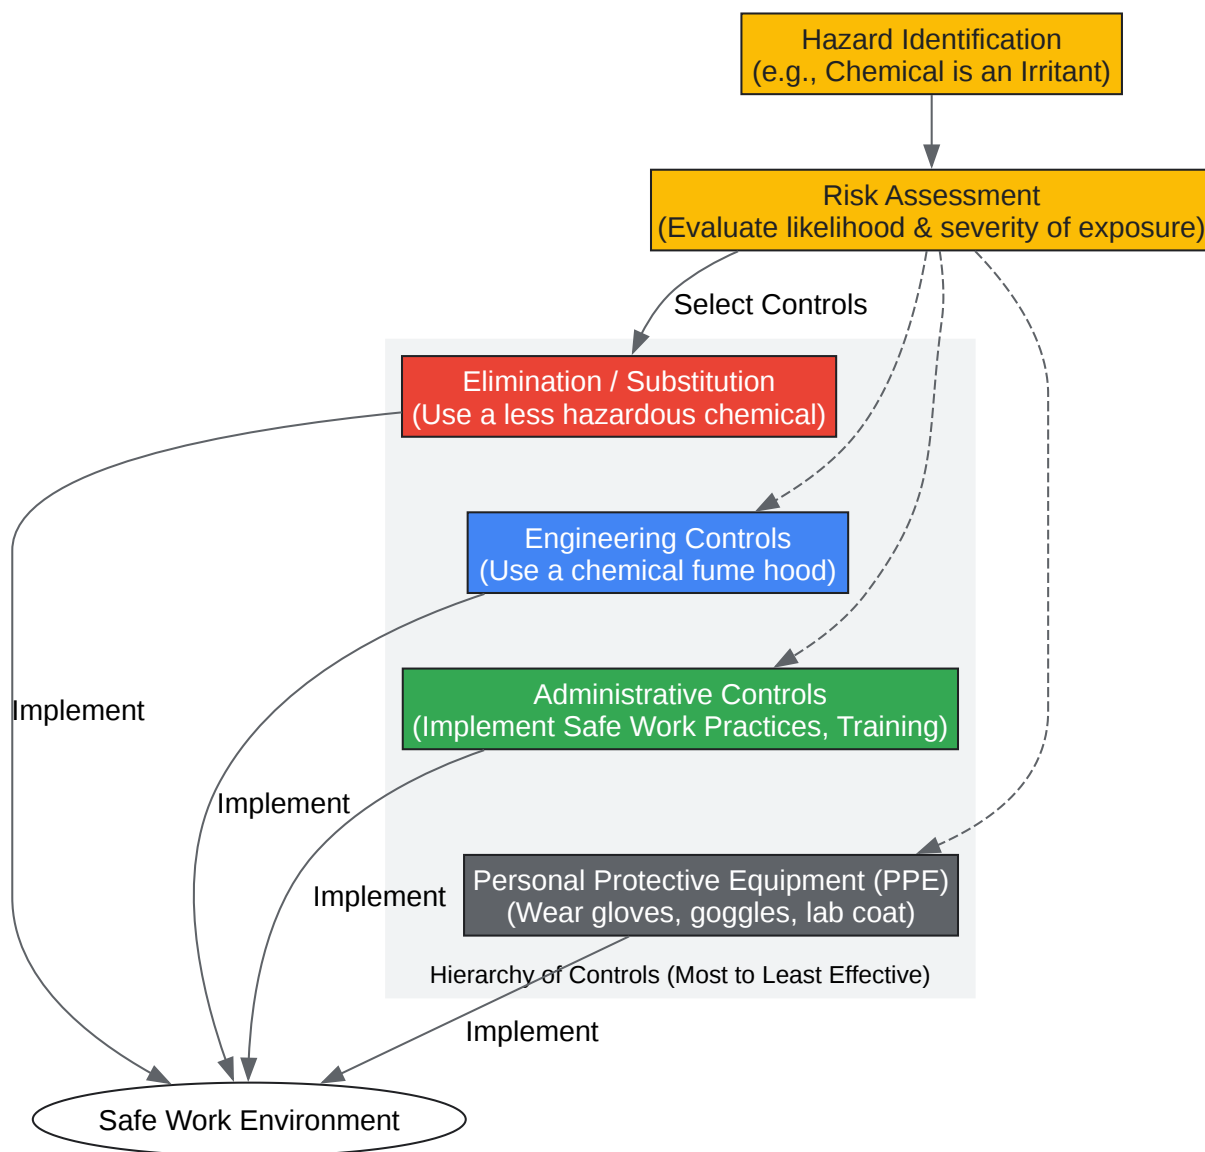 Hazard Identification
(e.g., Chemical is an Irritant)
Risk Assessment
(Evaluate likelihood & severity of exposure)
Select Controls
Elimination / Substitution
(Use a less hazardous chemical)
Engineering Controls
(Use a chemical fume hood)
Administrative Controls
(Implement Safe Work Practices, Training)
Implement
Implement
Implement
Personal Protective Equipment (PPE)
(Wear gloves, goggles, lab coat)
Hierarchy of Controls (Most to Least Effective)
Implement
Safe Work Environment